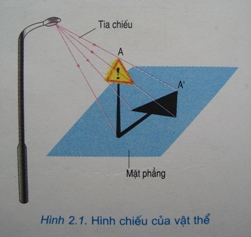 Tia chiếu
A
!
A'
Mặt phẳng
Hình 2.1. Hình chiếu của vật thể